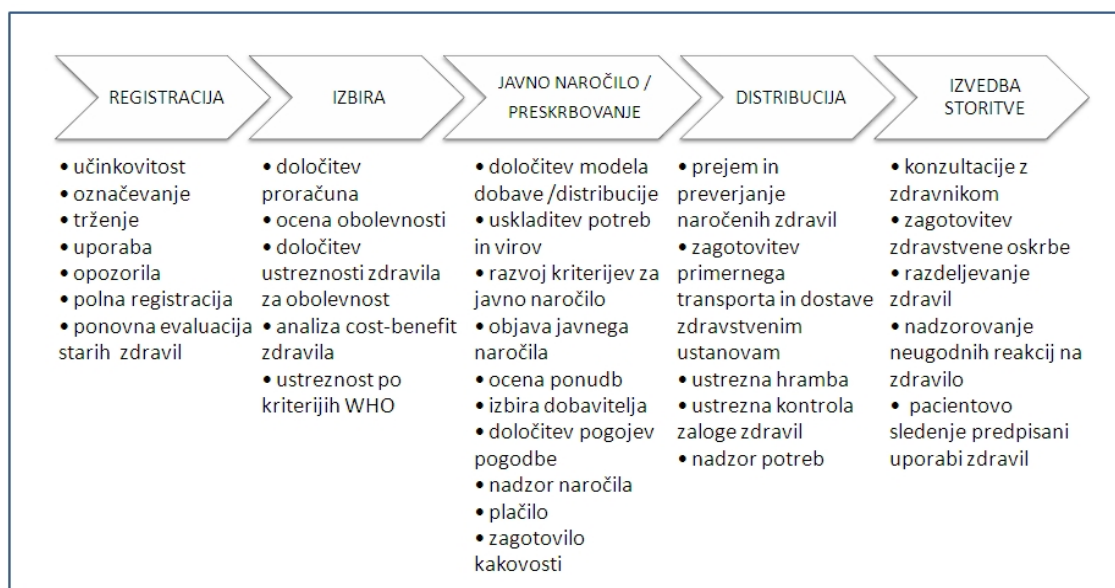 REGISTRACIJA
IZBIRA
JAVNO NAROČILO /
PRESKRBOVANJE
DISTRIBUCIJA
IZVEDBA
STORITVE
• učinkovitost
• označevanje
• trženje
• uporaba
• opozorila
• polna registracija
• ponovna evaluacija
starih zdravil
• določitev
proračuna
• ocena obolevnosti
• določitev
ustreznosti zdravila
za obolevnost
• analiza cost-benefit
zdravila
• ustreznost po
kriterijih WHO
• določitev modela
dobave /distribucije
• uskladitev potreb
in virov
• razvoj kriterijev za
javno naročilo
• objava javnega
naročila
• ocena ponudb
• izbira dobavitelja
• določitev pogojev
pogodbe
• nadzor naročila
• plačilo
• zagotovilo
kakovosti
• prejem in
preverjanje
naročenih zdravil
• zagotovitev
primernega
transporta in dostave
zdravstvenim
ustanovam
• ustrezna hramba
• ustrezna kontrola
zaloge zdravil
• nadzor potreb
• konzultacije z
zdravnikom
• zagotovitev
zdravstvene oskrbe
• razdeljevanje
zdravil
• nadzorovanje
neugodnih reakcij na
zdravilo
• pacientovo
sledenje predpisani
uporabi zdravil